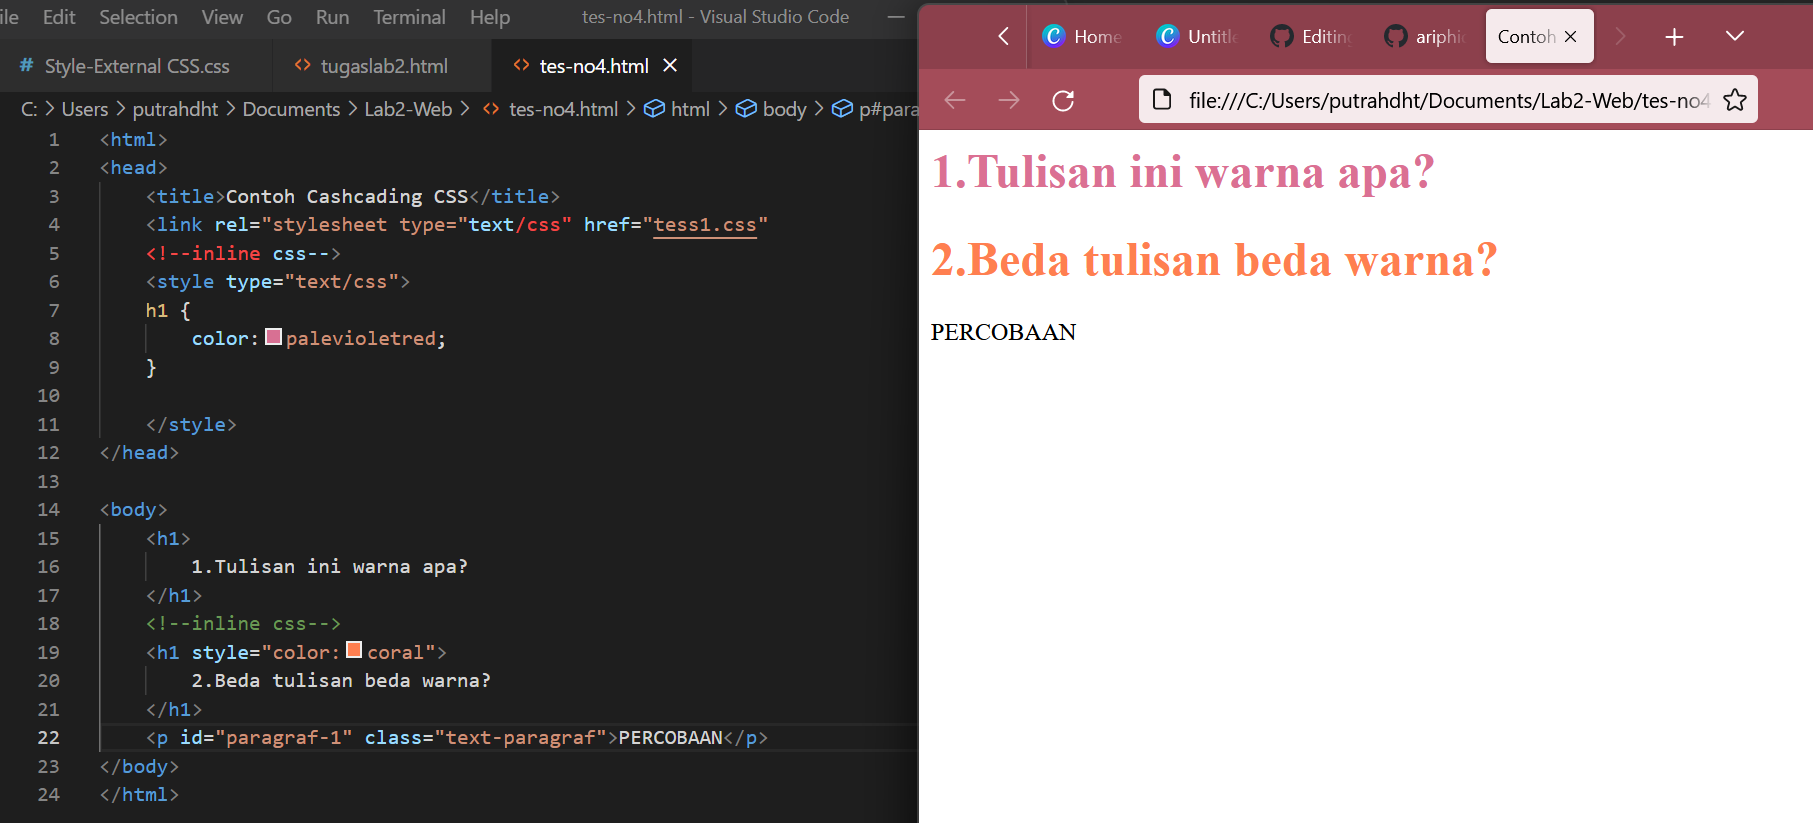 ile Edit Selection View Go Run Terminal Help tes-no4.html - Visual Studio Code
# Style-External CSS.css <> tugaslab2.html <> tes-no4.html
C: > Users > putrahdht > Documents > Lab2-Web > <> tes-no4.html > html > body > p#para
1 <html>
2 <head>
3 <title>Contoh Cashcading CSS</title>
4 <link rel="stylesheet type="text/css" href="tess1.css"
5 <!--inline css-->
6 <style type="text/css">
7 h1 {
8 color: palevioletred;
9 }
10
11 </style>
12 </head>
13
14 <body>
15 <h1>
16 1.Tulisan ini warna apa?
17 </h1>
18 <!--inline css-->
19 <h1 style="color: coral">
20 2.Beda tulisan beda warna?
21 </h1>
22 <p id="paragraf-1" class="text-paragraf">PERCOBAAN</p>
23 </body>
24 </html>
Home Untitle Editing ariphi Contoh
file:///C:/Users/putrahdht/Documents/Lab2-Web/tes-no4
1.Tulisan ini warna apa?
2.Beda tulisan beda warna?
PERCOBAAN